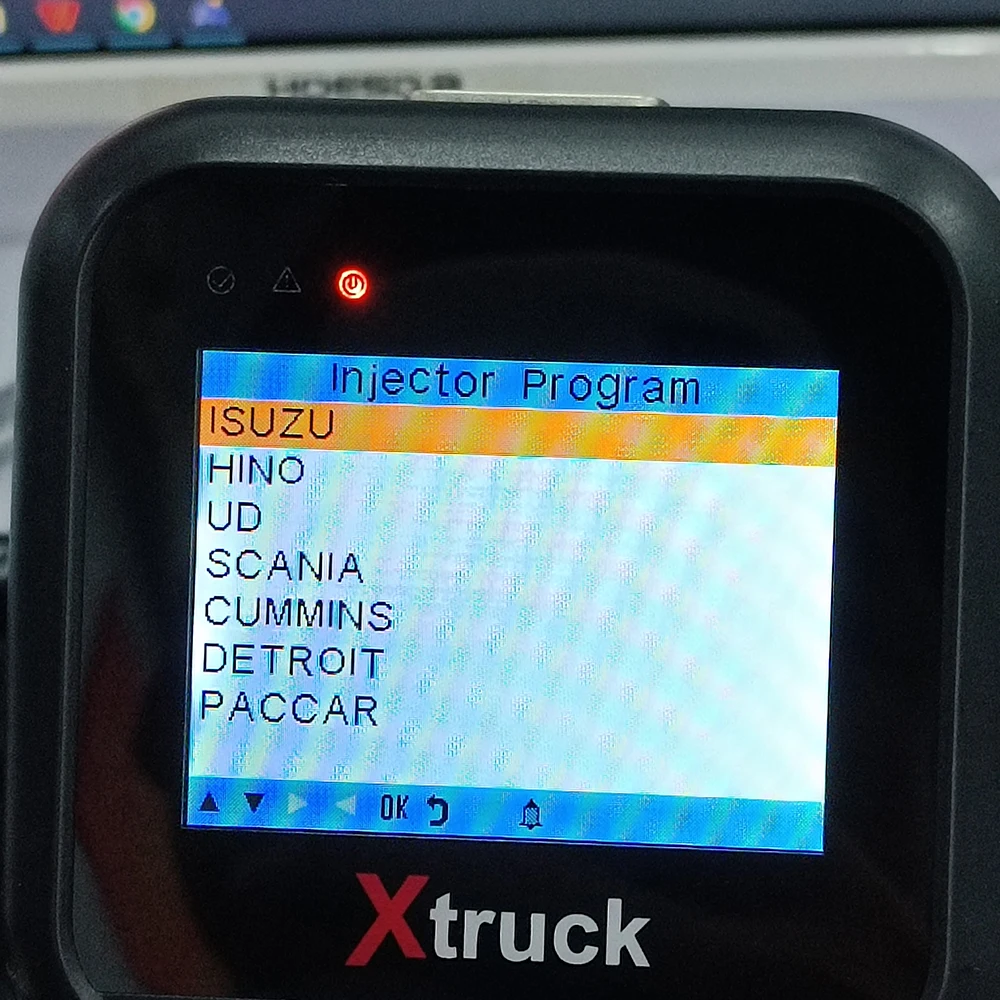 Injector Program
ISUZU
HINO
UD
SCANIA
CUMMINS
DETROIT
PACCAR
OK
Xtruck